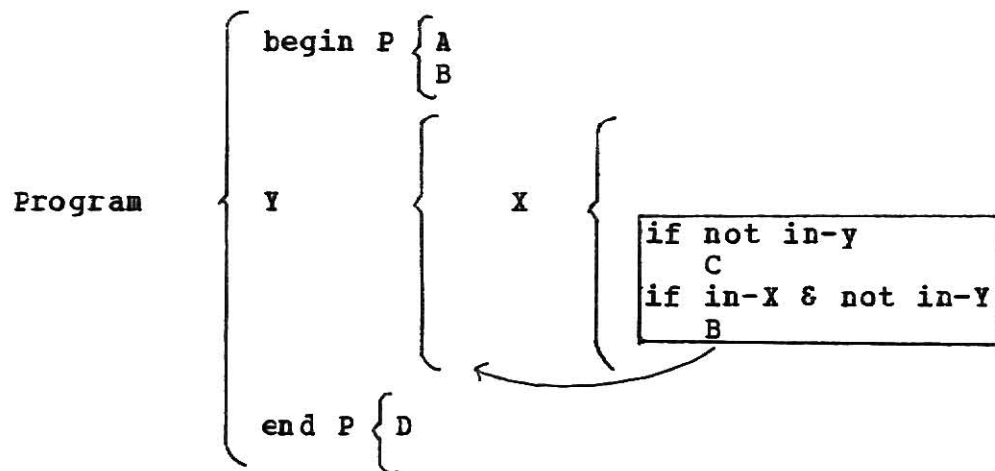 begin P { A
B
Program { Y { X {
if not in-y
C
if in-X & not in-Y
B
end P { D